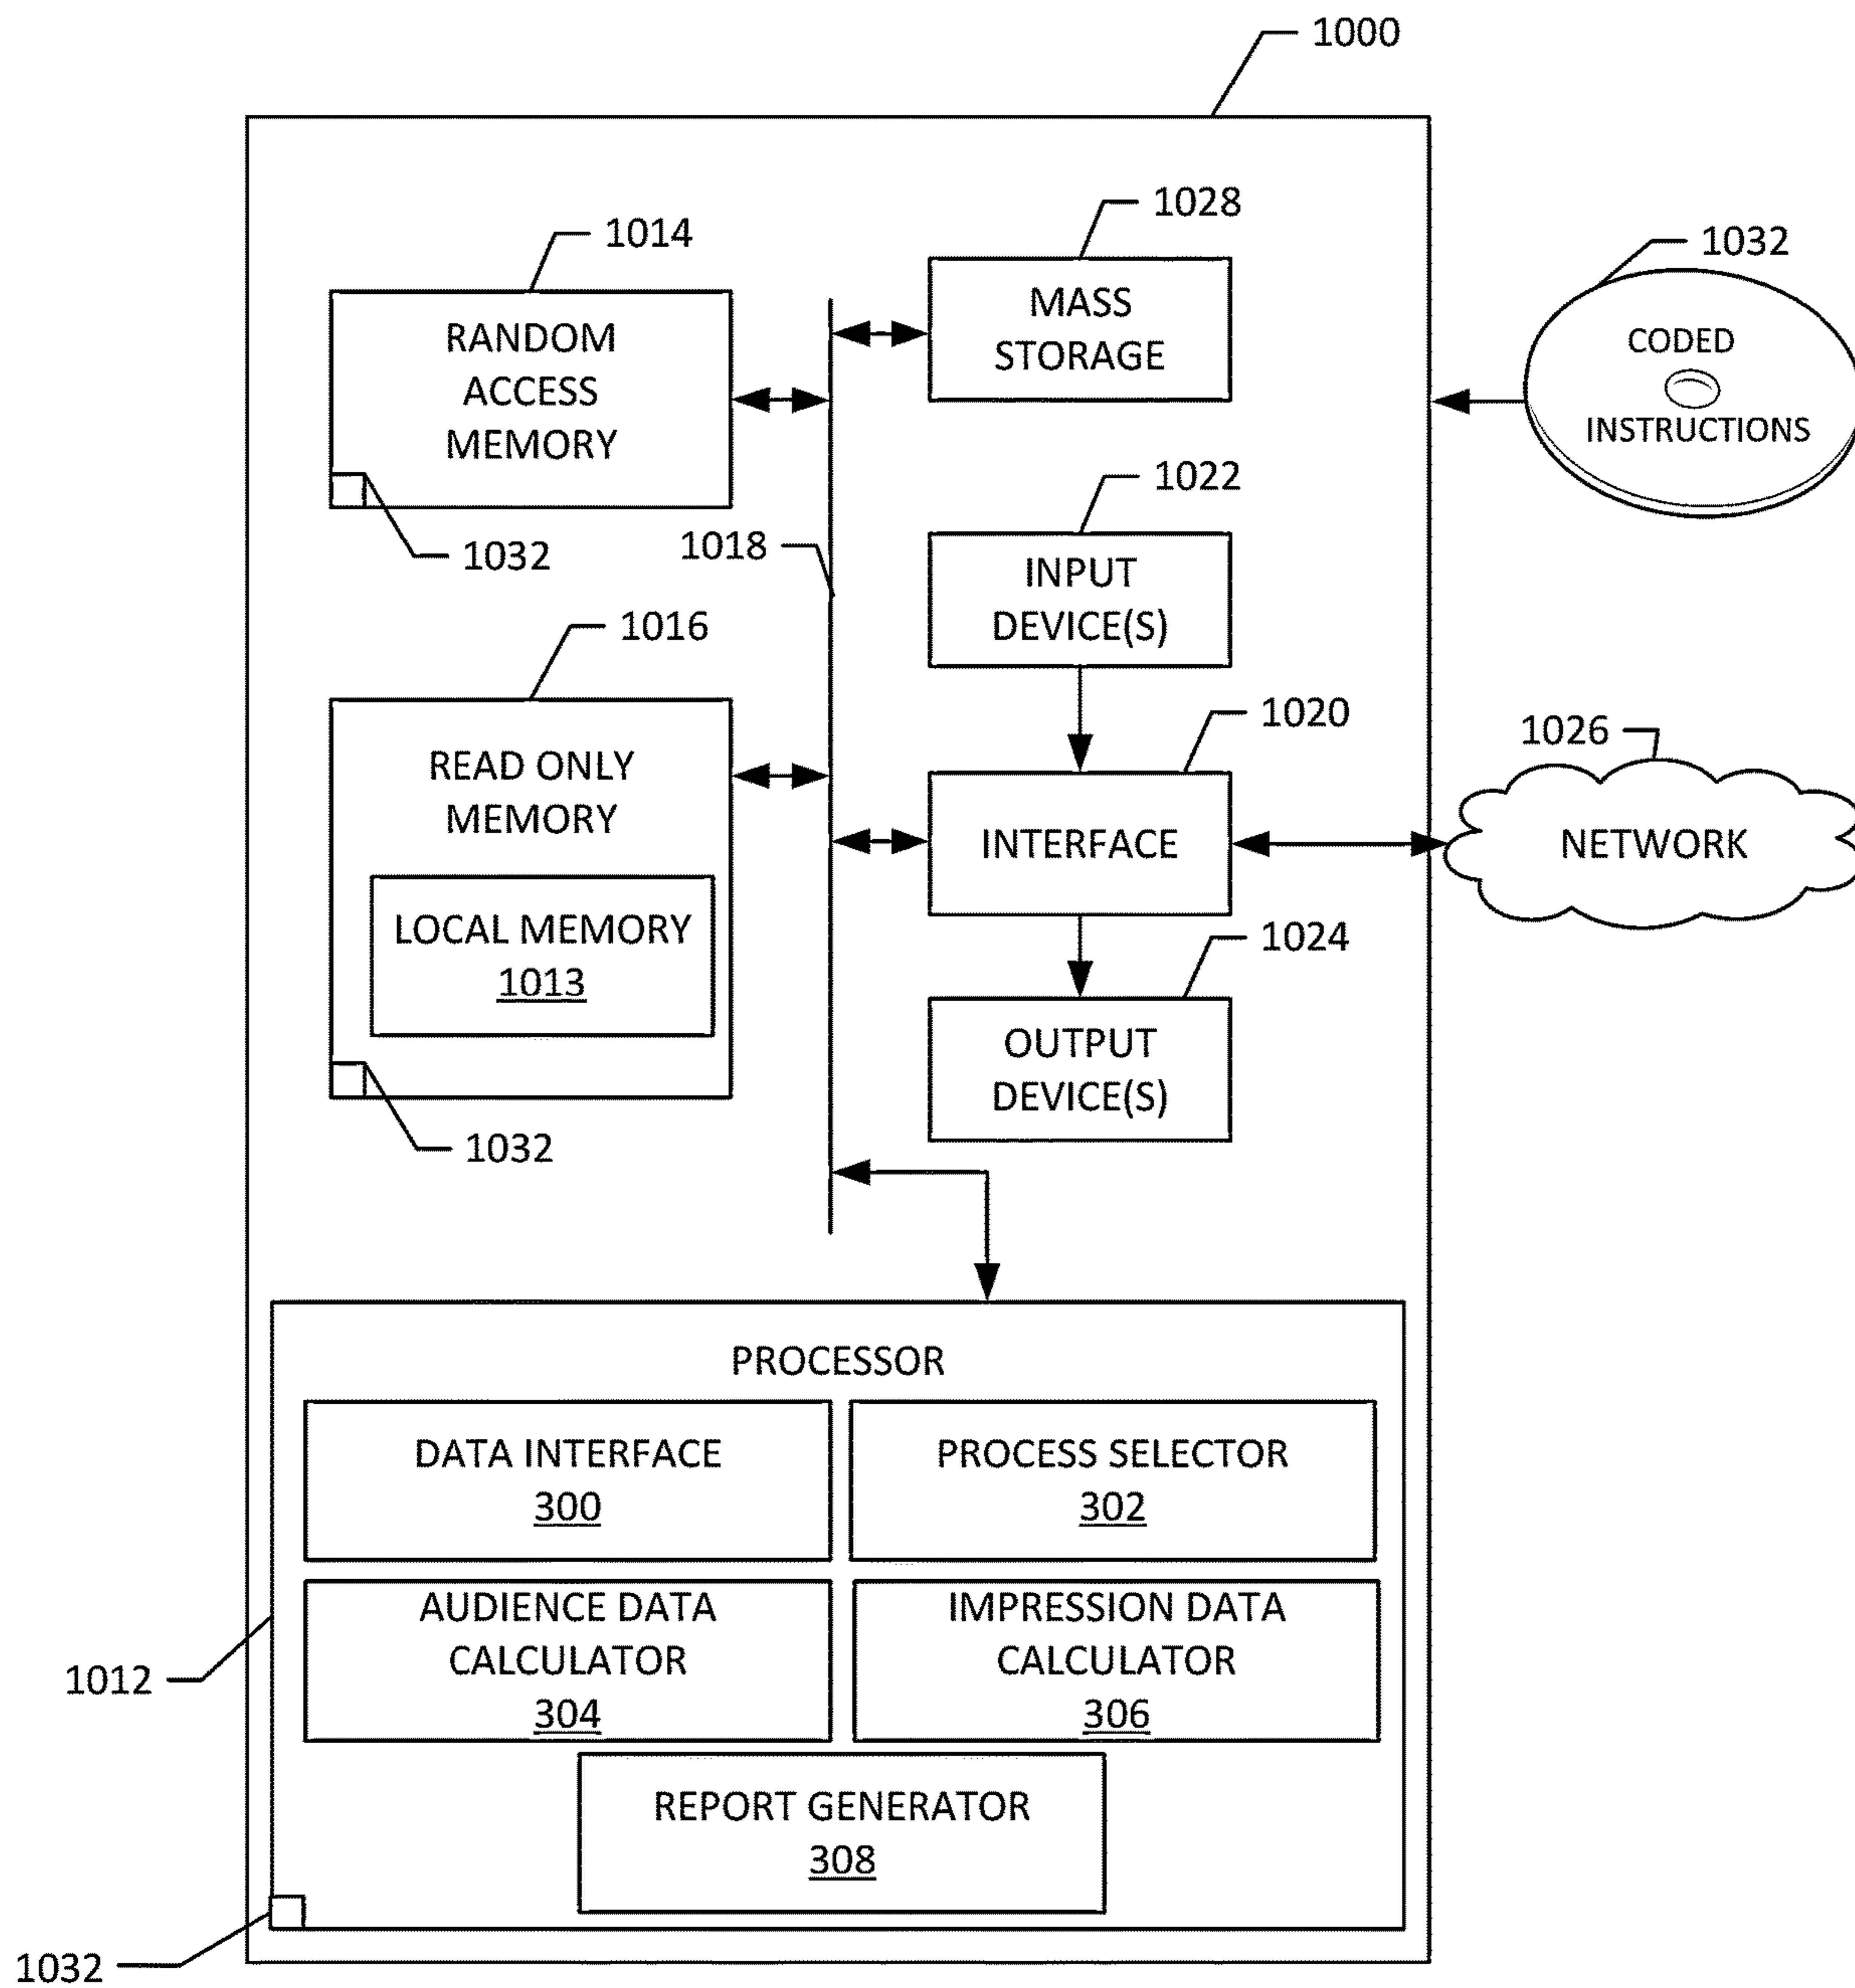 1000
1028
1014
1032
MASS
STORAGE
RANDOM
ACCESS
MEMORY
CODED
INSTRUCTIONS
1022
1032
1018
INPUT
DEVICE(S)
1016
1020
1026
READ ONLY
MEMORY
INTERFACE
NETWORK
LOCAL MEMORY
1013
1024
OUTPUT
DEVICE(S)
1032
PROCESSOR
DATA INTERFACE
300
PROCESS SELECTOR
302
AUDIENCE DATA
CALCULATOR
304
IMPRESSION DATA
CALCULATOR
306
1012
REPORT GENERATOR
308
1032